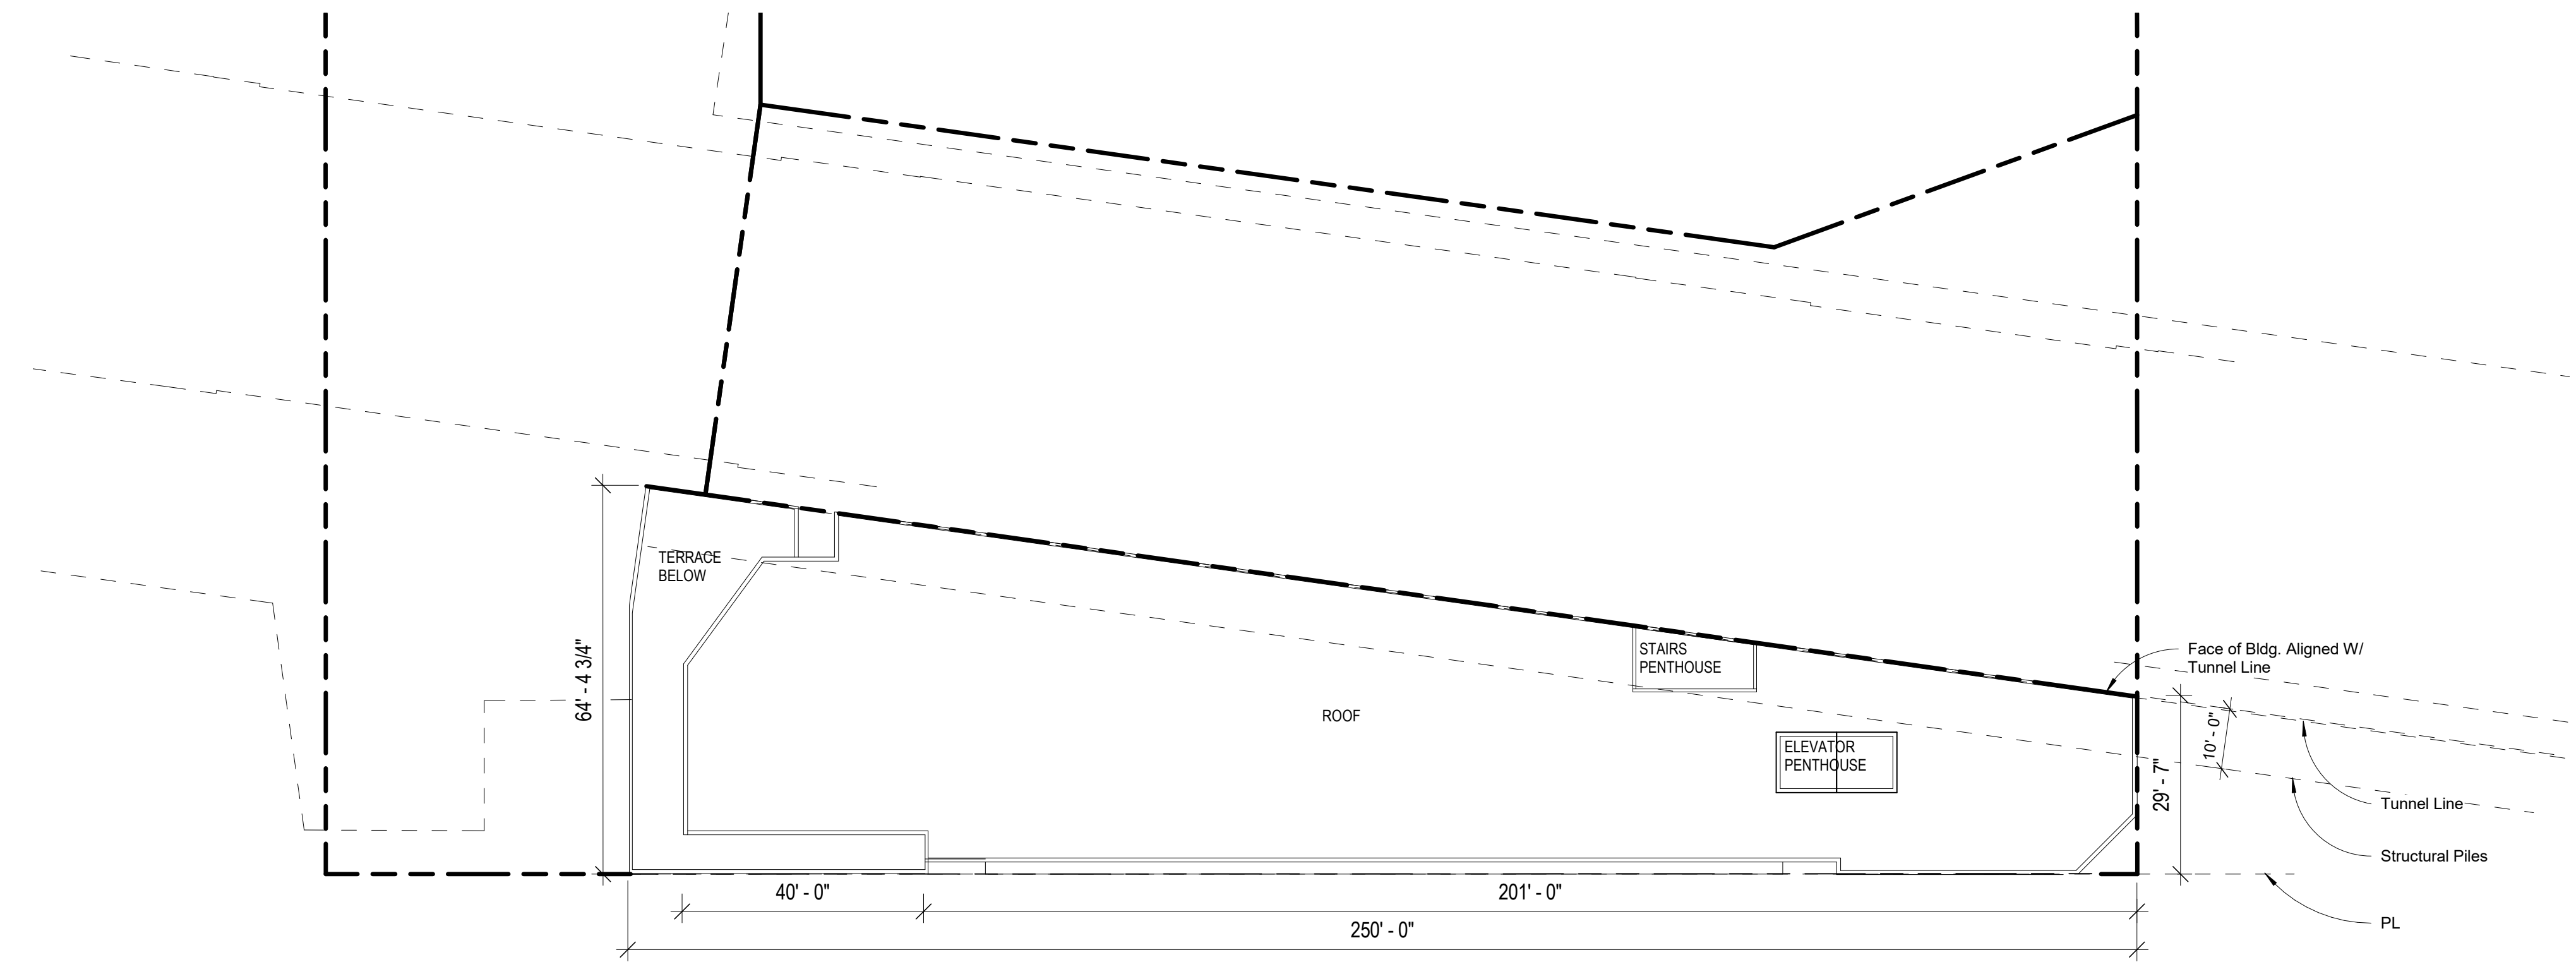 TERRACE
BELOW
64' - 4 3/4"
STAIRS
PENTHOUSE
Face of Bldg. Aligned W/
Tunnel Line
ROOF
10' - 0"
ELEVATOR
PENTHOUSE
29' - 7"
Tunnel Line
Structural Piles
40' - 0"
201' - 0"
PL
250' - 0"